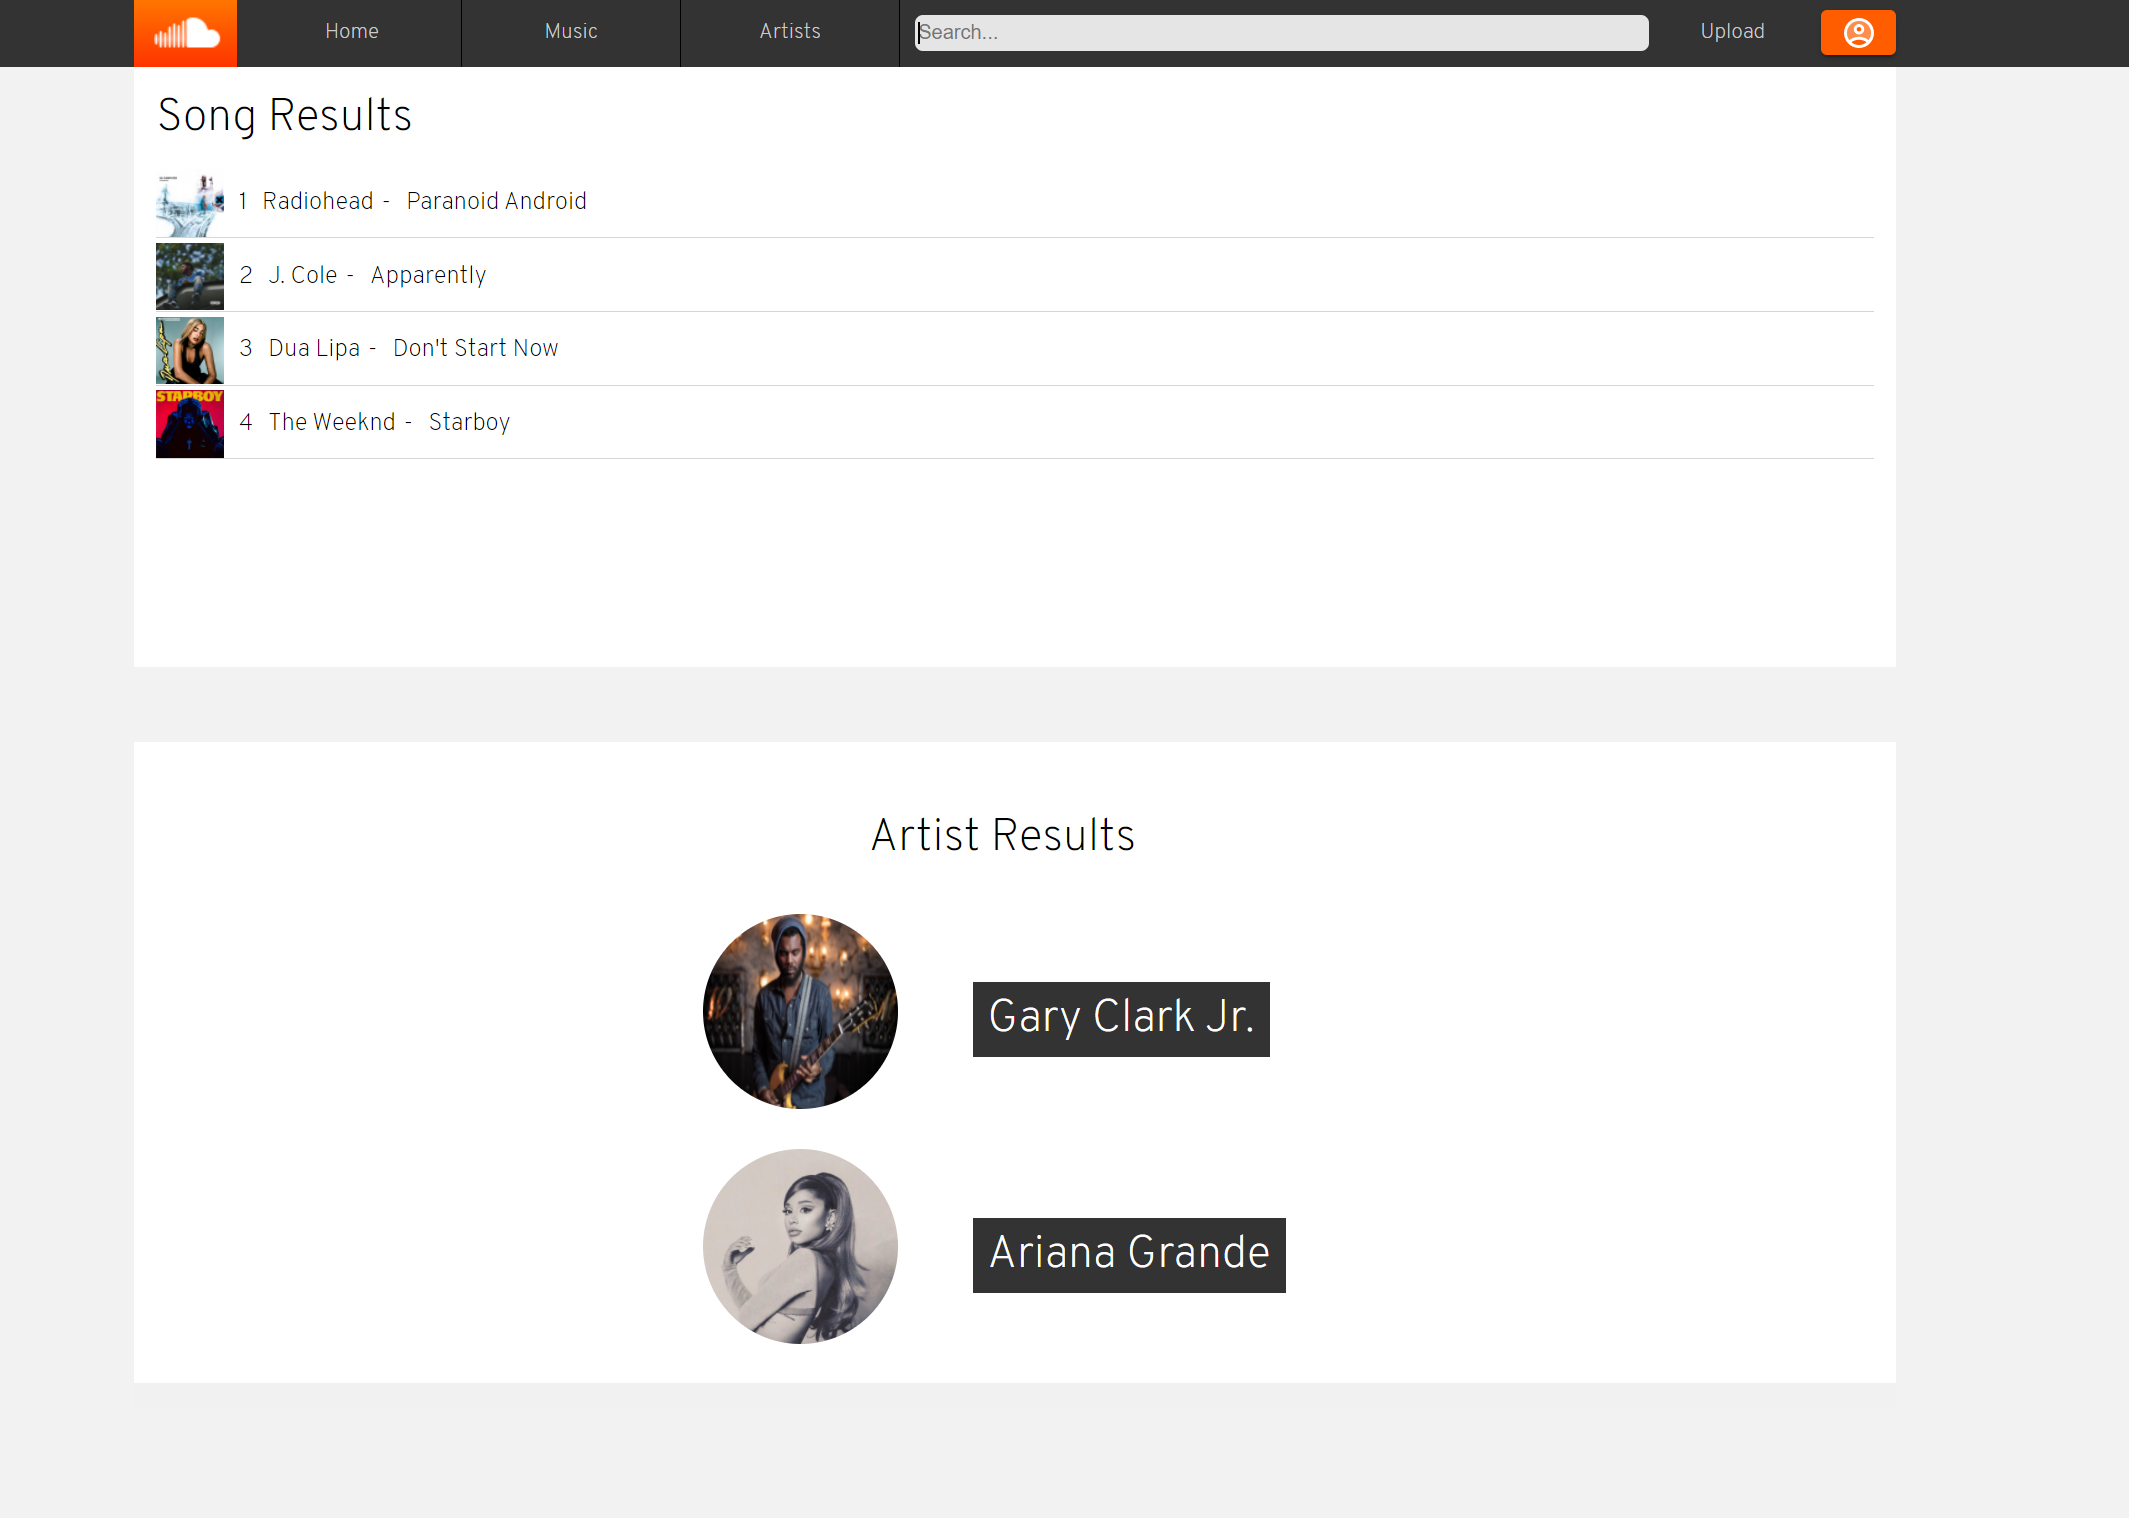 Home Music Artists Search... Upload
Song Results
1 Radiohead - Paranoid Android
2 J. Cole - Apparently
3 Dua Lipa - Don't Start Now
STARBOY
4 The Weeknd - Starboy
Artist Results
Gary Clark Jr.
Ariana Grande